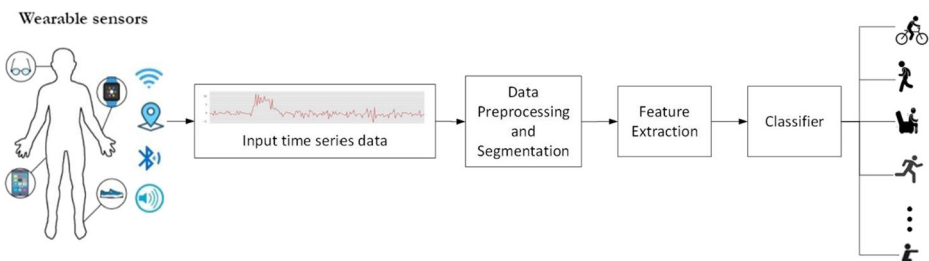 Wearable sensors
Input time series data
Data
Preprocessing
and
Segmentation
Feature
Extraction
Classifier